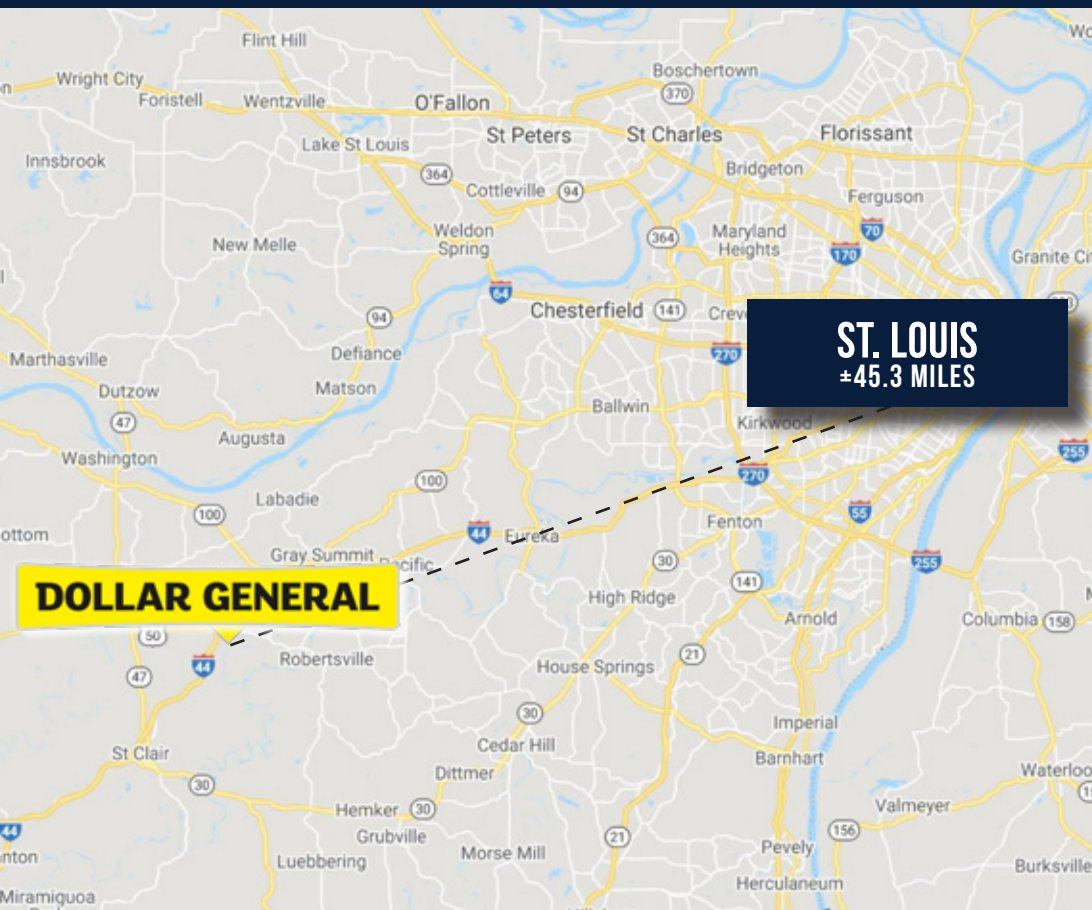 Flint Hill
Boschertown
Wright City
Foristell
Wentzville
O'Fallon
370
St Peters
St Charles
Florissant
Lake St Louis
Innsbrook
Bridgeton
364
Cottleville
94
Ferguson
New Melle
Weldon
Spring
364
Maryland
Heights
70
170
Granite
64
Chesterfield
141
94
ST. LOUIS
±45.3 MILES
Marthasville
Defiance
270
Dutzow
Matson
47
Ballwin
Kirkwood
Augusta
Washington
255
100
270
Labadie
100
55
44
Eureka
Fenton
Gray Summit
30
255
DOLLAR GENERAL
141
High Ridge
Arnold
Columbia
158
50
44
Robertsville
21
House Springs
47
30
Imperial
St Clair
Cedar Hill
Barnhart
Dittmer
Waterloo
30
Hemker
30
Valmeyer
44
Grubville
21
156
Luebbering
Morse Mill
Pevely
Burksville
Herculaneum
Miramiguoa